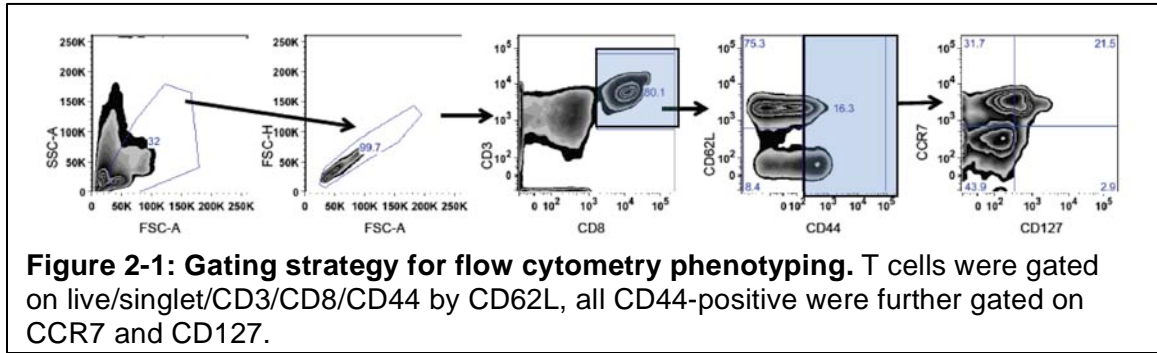 250K 250K 10⁵ 10⁵ 75.3 10⁵ 31.7 21.5
200K 200K 10⁴ 10⁴ 10⁴
150K 150K 80.1 16.3
100K 100K 10³ 10³ 10³
50K 32 50K 99.7 10² 10² 10²
0 0 0 0 8.4 0 43.9 2.9
SSC-A FSC-H CD3 CD62L CCR7
0 50K 100K 150K 200K 250K 0 50K 100K 150K 200K 250K 0 10² 10³ 10⁴ 10⁵ 0 10² 10³ 10⁴ 10⁵ 0 10² 10³ 10⁴ 10⁵
FSC-A FSC-A CD8 CD44 CD127
Figure 2-1: Gating strategy for flow cytometry phenotyping. T cells were gated
on live/singlet/CD3/CD8/CD44 by CD62L, all CD44-positive were further gated on
CCR7 and CD127.